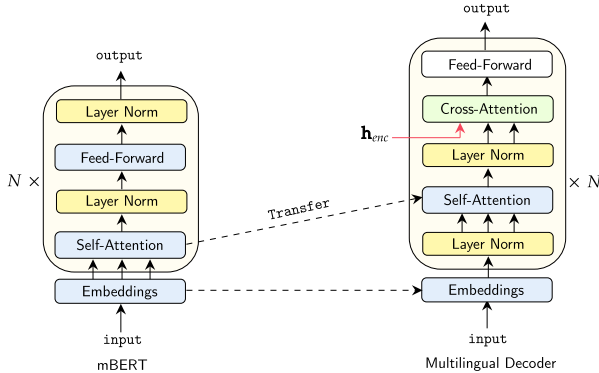 output
Layer Norm
Feed-Forward
N ×
Layer Norm
Self-Attention
Embeddings
input
mBERT
Transfer
output
Feed-Forward
Cross-Attention
h_enc
Layer Norm
Self-Attention
× N
Layer Norm
Embeddings
input
Multilingual Decoder